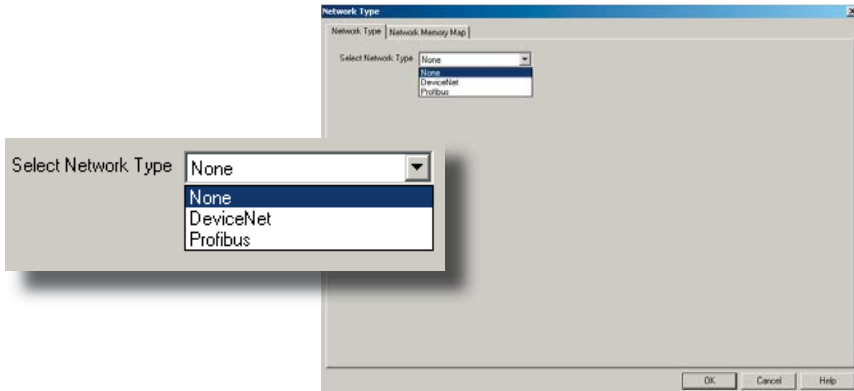 Network Type
Network Type Network Memory Map
Select Network Type None
None
DeviceNet
Profibus
Select Network Type None
None
DeviceNet
Profibus
OK Cancel Help